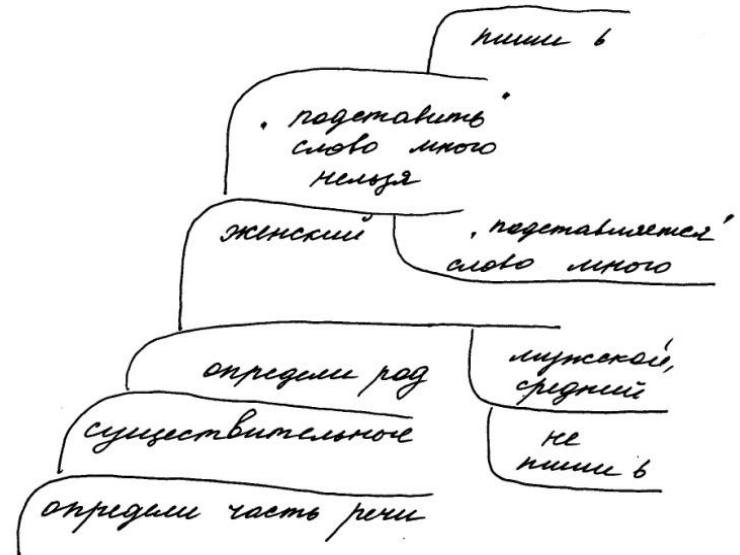 пиши ь
"подставить"
слово много
нельзя
женский
"подставляется"
слово много
определи род
мужской,
средний
существительное
не
пиши ь
определи часть речи